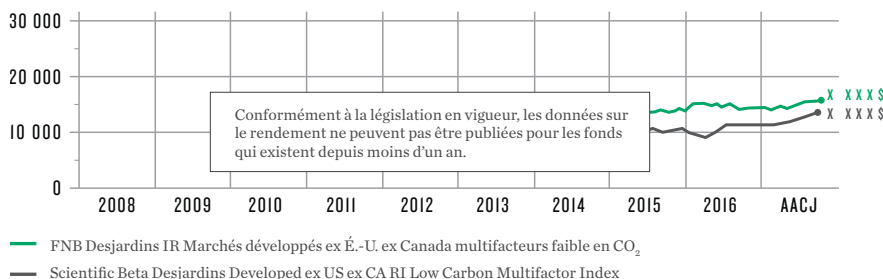 30 000
20 000
10 000
0
X XXX $
X XXX $
Conformément à la législation en vigueur, les données sur
le rendement ne peuvent pas être publiées pour les fonds
qui existent depuis moins d’un an.
2008 2009 2010 2011 2012 2013 2014 2015 2016 AACJ
FNB Desjardins IR Marchés développés ex É.-U. ex Canada multifacteurs faible en CO₂
Scientific Beta Desjardins Developed ex US ex CA RI Low Carbon Multifactor Index